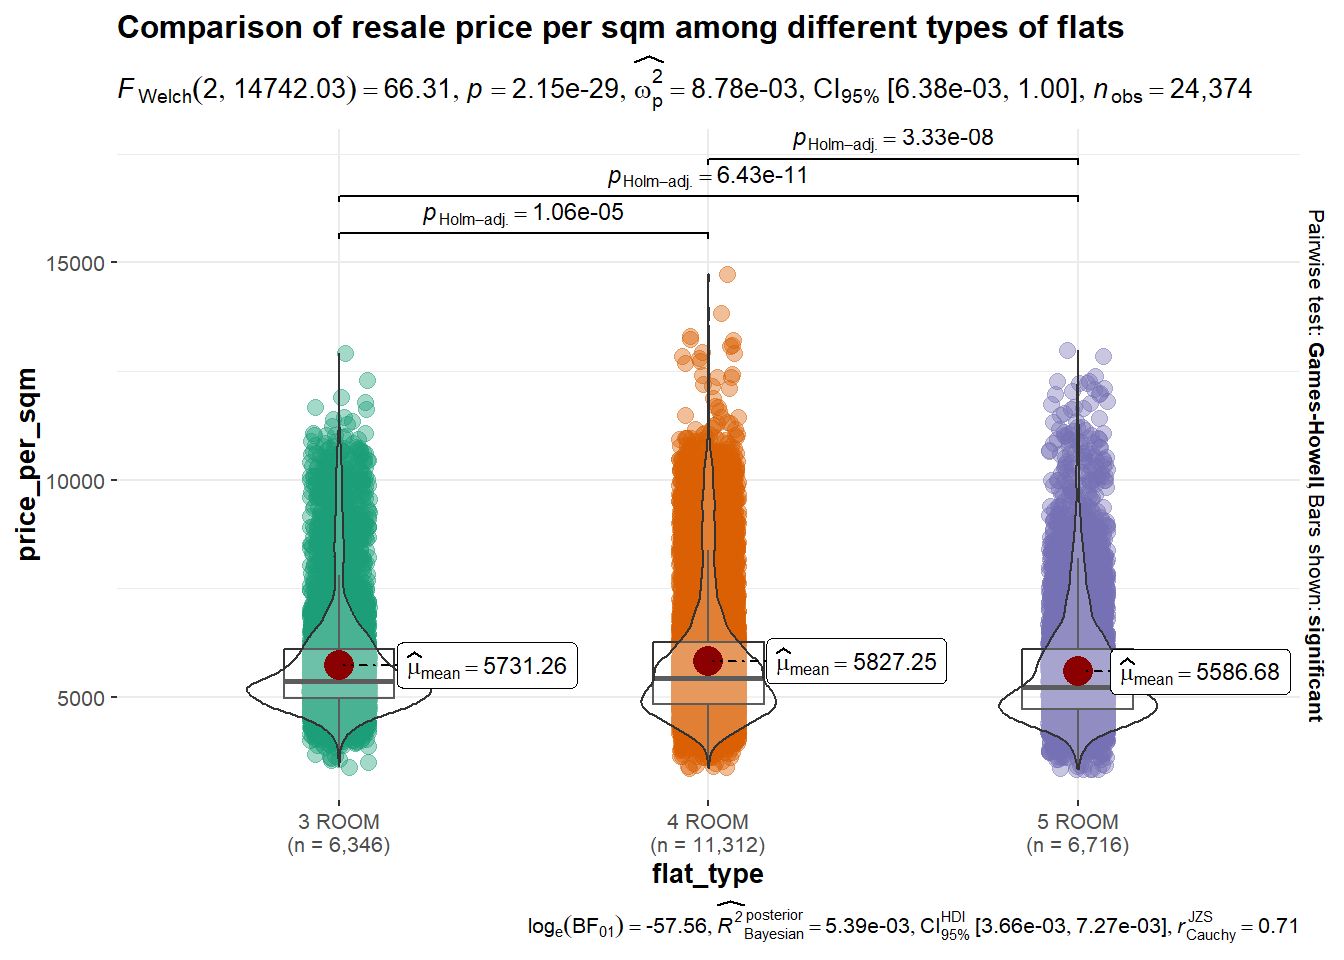 Comparison of resale price per sqm among different types of flats
F Welch(2, 14742.03) = 66.31, p = 2.15e-29, ω̂²p = 8.78e-03, CI95% [6.38e-03, 1.00], nobs = 24,374
pHolm−adj. = 3.33e-08
pHolm−adj. = 6.43e-11
pHolm−adj. = 1.06e-05
15000
10000
5000
price_per_sqm
μ̂mean = 5731.26
μ̂mean = 5827.25
μ̂mean = 5586.68
Pairwise test: Games-Howell, Bars shown: significant
3 ROOM
(n = 6,346)
4 ROOM
(n = 11,312)
5 ROOM
(n = 6,716)
flat_type
loge(BF01) = -57.56, R̂² posterior Bayesian = 5.39e-03, CI HDI 95% [3.66e-03, 7.27e-03], r JZS Cauchy = 0.71